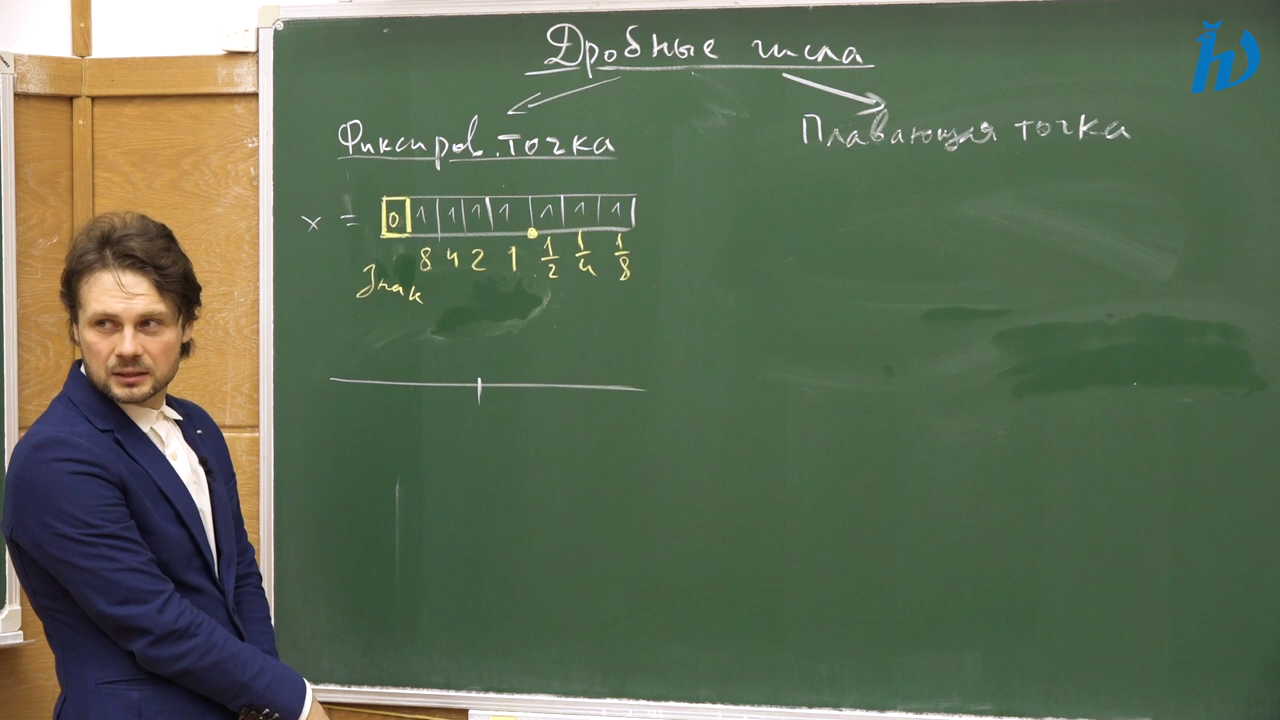 Дробные числа
Фиксиров. точка
Плавающая точка
x = 0 1 1 1 1 1 1 1
8 4 2 1 1/2 1/4 1/8
Знак